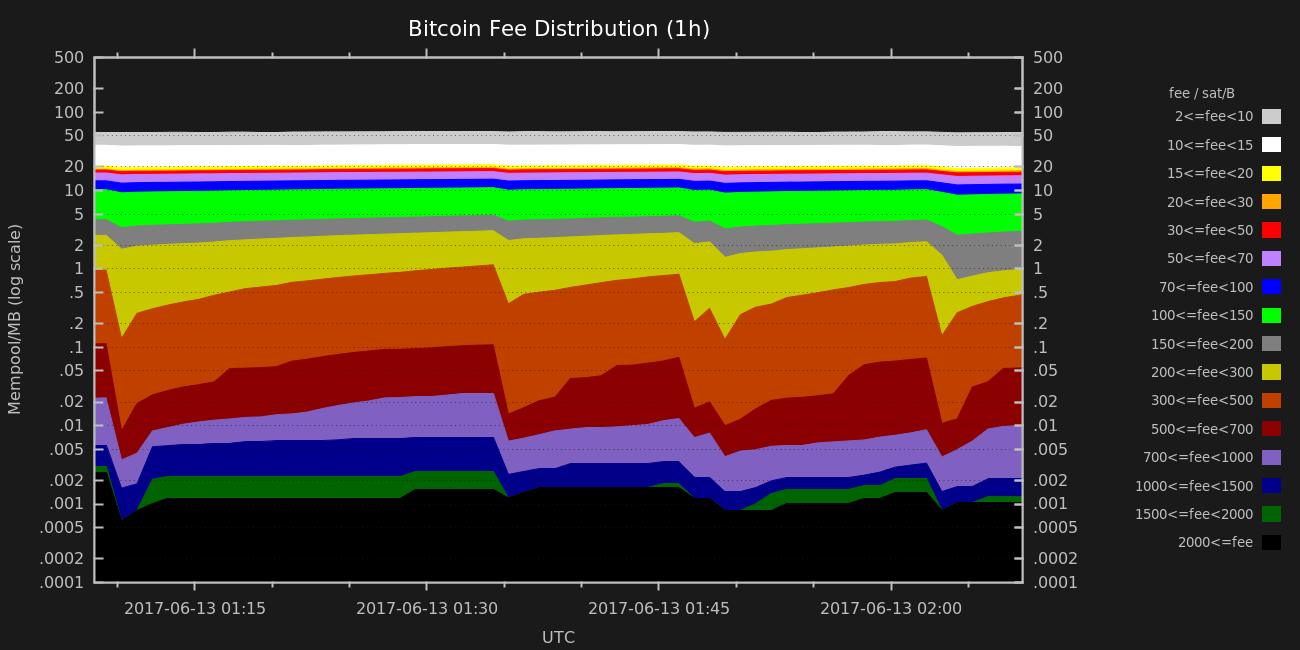 Bitcoin Fee Distribution (1h)
500
200
100
50
20
10
5
2
1
.5
.2
.1
.05
.02
.01
.005
.002
.001
.0005
.0002
.0001
Mempool/MB (log scale)
500
200
100
50
20
10
5
2
1
.5
.2
.1
.05
.02
.01
.005
.002
.001
.0005
.0002
.0001
2017-06-13 01:15
2017-06-13 01:30
2017-06-13 01:45
2017-06-13 02:00
UTC
fee / sat/B
2<=fee<10
10<=fee<15
15<=fee<20
20<=fee<30
30<=fee<50
50<=fee<70
70<=fee<100
100<=fee<150
150<=fee<200
200<=fee<300
300<=fee<500
500<=fee<700
700<=fee<1000
1000<=fee<1500
1500<=fee<2000
2000<=fee